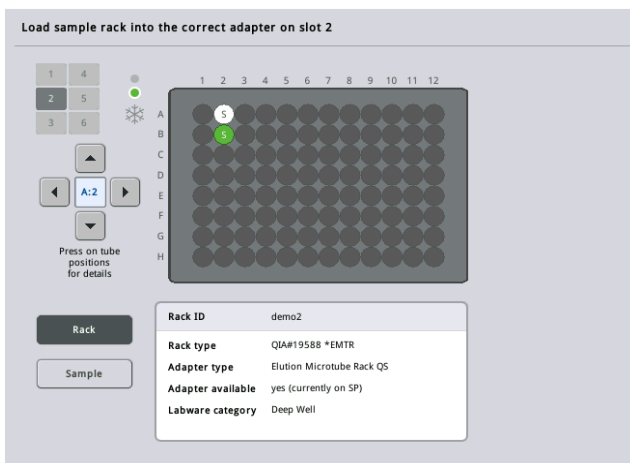 Load sample rack into the correct adapter on slot 2
1 4
2 5
3 6
1 2 3 4 5 6 7 8 9 10 11 12
A S
B S
C
D
E
F
G
H
A:2
Press on tube
positions
for details
Rack
Sample
Rack ID demo2
Rack type QIA#19588 *EMTR
Adapter type Elution Microtube Rack QS
Adapter available yes (currently on SP)
Labware category Deep Well